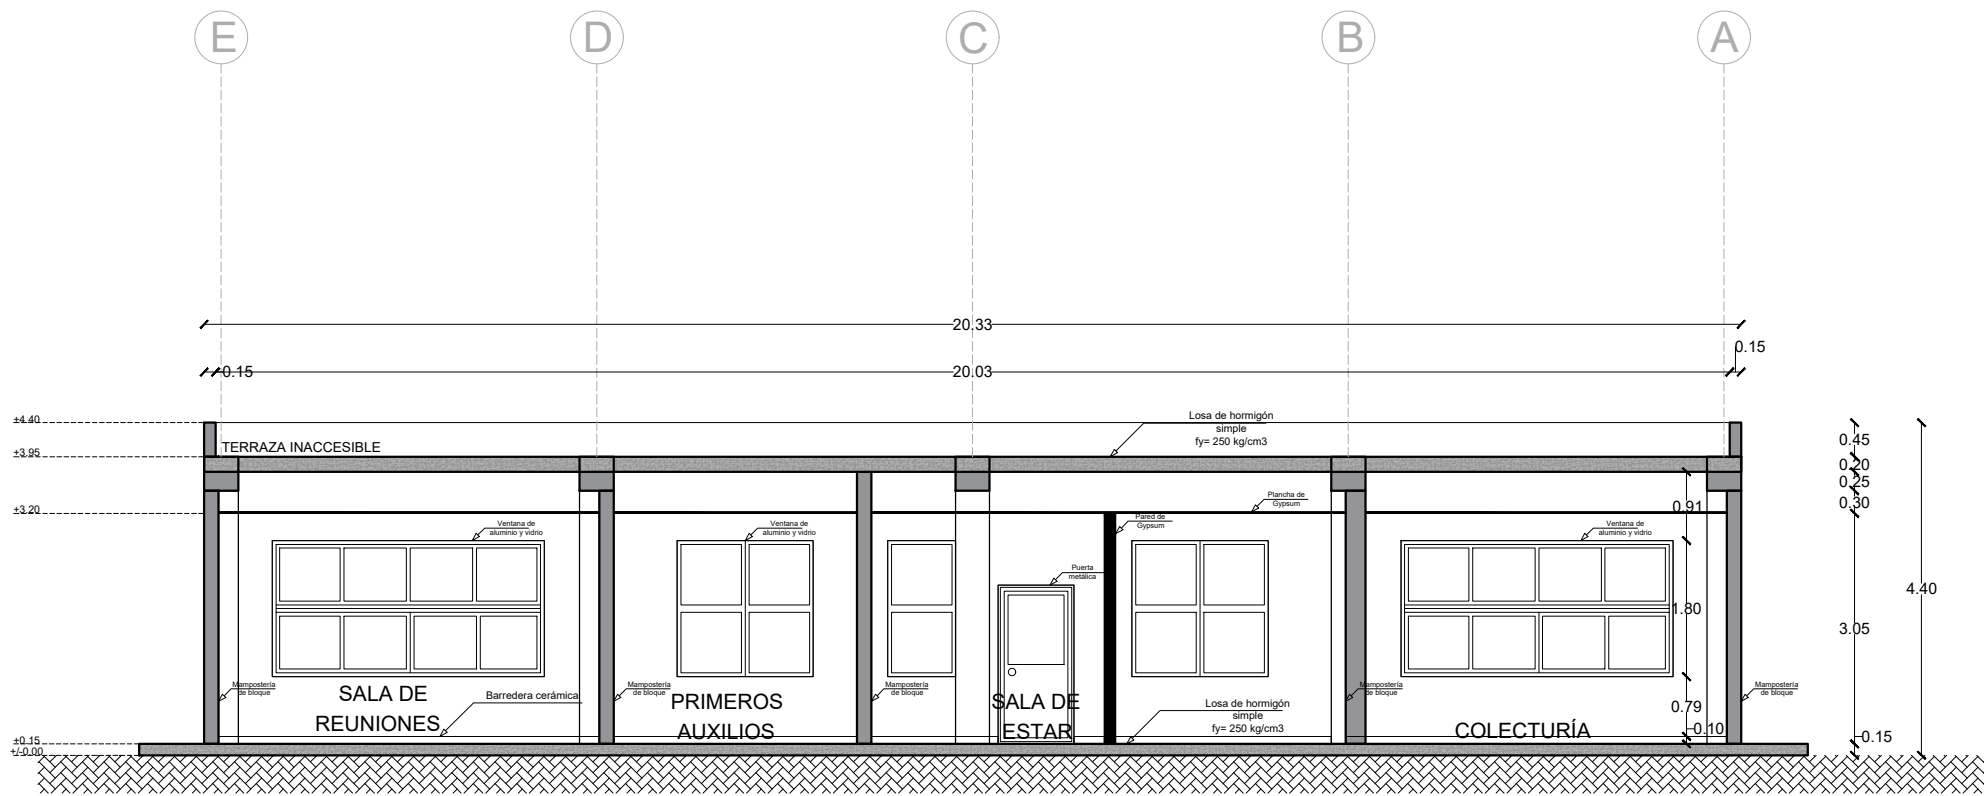 E
D
C
B
A
20.33
0.15
0.15
20.03
±4.40
TERRAZA INACCESIBLE
Losa de hormigón
simple
fy= 250 kg/cm3
0.45
±3.95
0.20
0.25
0.30
±3.20
0.91
Plancha de
Gypsum
Pared de
Gypsum
Ventana de
aluminio y vidrio
Ventana de
aluminio y vidrio
Ventana de
aluminio y vidrio
Puerta
metálica
4.40
1.80
3.05
Mampostería
de bloque
Mampostería
de bloque
Mampostería
de bloque
Mampostería
de bloque
Mampostería
de bloque
SALA DE
REUNIONES
Barredera cerámica
PRIMEROS
AUXILIOS
SALA DE
ESTAR
Losa de hormigón
simple
fy= 250 kg/cm3
COLECTURÍA
0.79
0.10
0.15
±0.15
+/-0.00